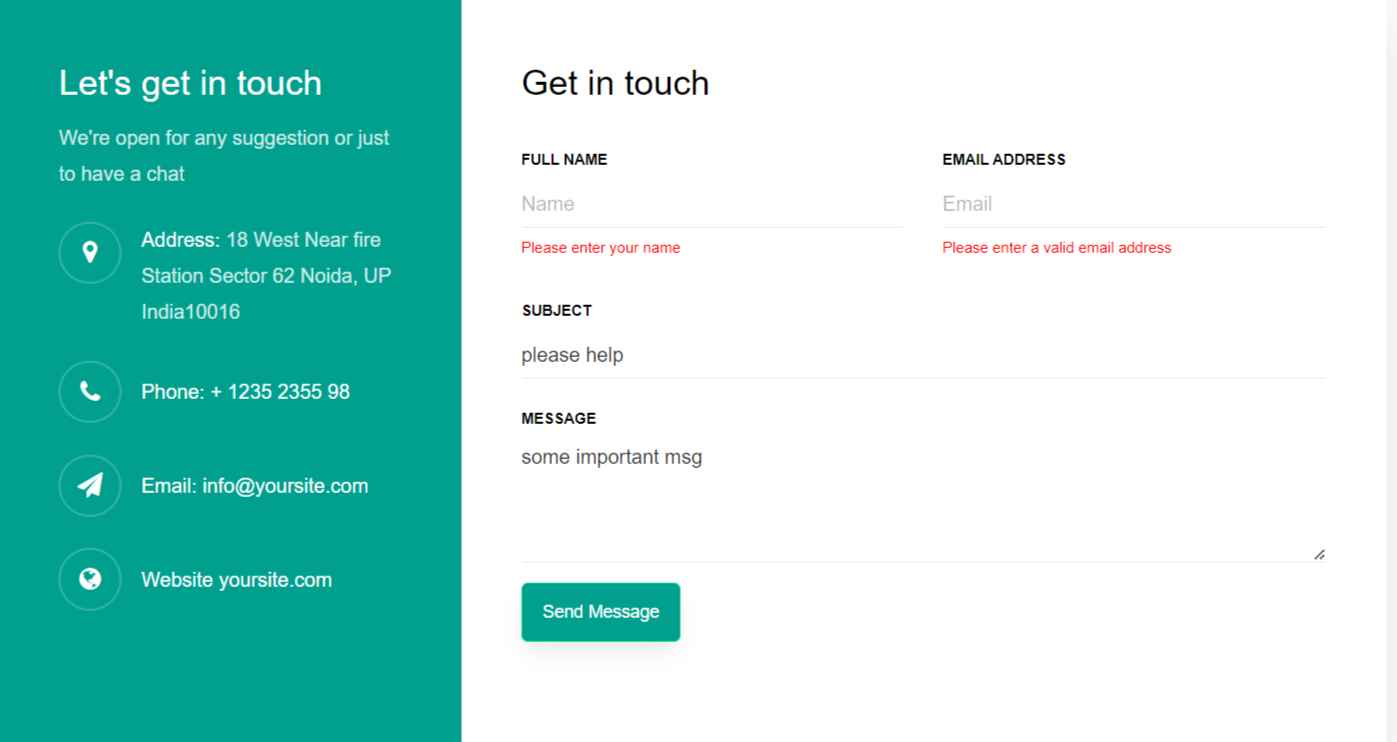 Let's get in touch
We're open for any suggestion or just
to have a chat
Address: 18 West Near fire
Station Sector 62 Noida, UP
India10016
Phone: + 1235 2355 98
Email: info@yoursite.com
Website yoursite.com
Get in touch
FULL NAME
Name
Please enter your name
EMAIL ADDRESS
Email
Please enter a valid email address
SUBJECT
please help
MESSAGE
some important msg
Send Message